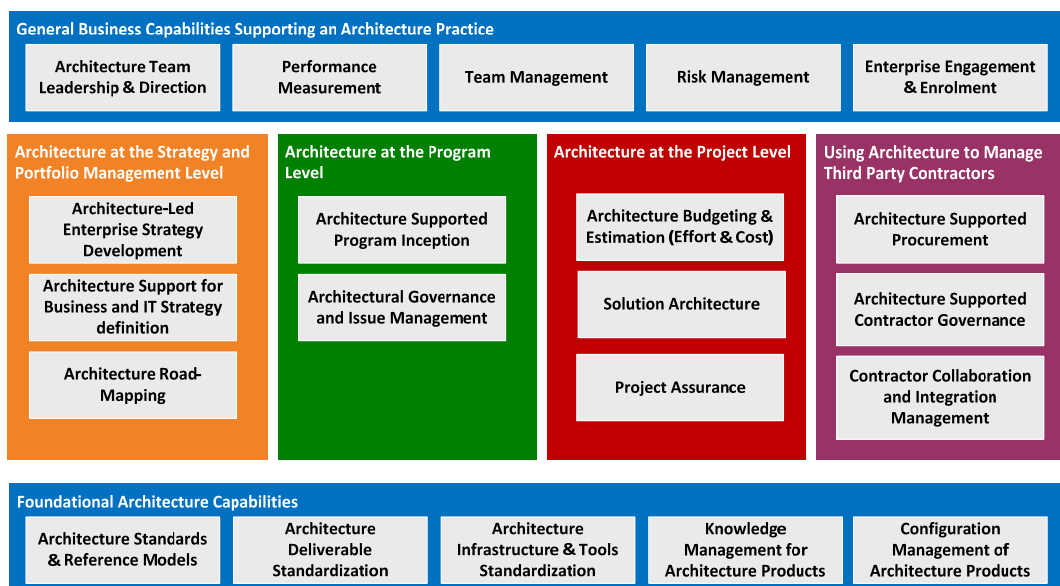 General Business Capabilities Supporting an Architecture Practice
Architecture Team
Leadership & Direction
Performance
Measurement
Team Management
Risk Management
Enterprise Engagement
& Enrolment
Architecture at the Strategy and
Portfolio Management Level
Architecture-Led
Enterprise Strategy
Development
Architecture Support for
Business and IT Strategy
definition
Architecture Road-
Mapping
Architecture at the Program
Level
Architecture Supported
Program Inception
Architectural Governance
and Issue Management
Architecture at the Project Level
Architecture Budgeting &
Estimation (Effort & Cost)
Solution Architecture
Project Assurance
Using Architecture to Manage
Third Party Contractors
Architecture Supported
Procurement
Architecture Supported
Contractor Governance
Contractor Collaboration
and Integration
Management
Foundational Architecture Capabilities
Architecture Standards
& Reference Models
Architecture
Deliverable
Standardization
Architecture
Infrastructure & Tools
Standardization
Knowledge
Management for
Architecture Products
Configuration
Management of
Architecture Products